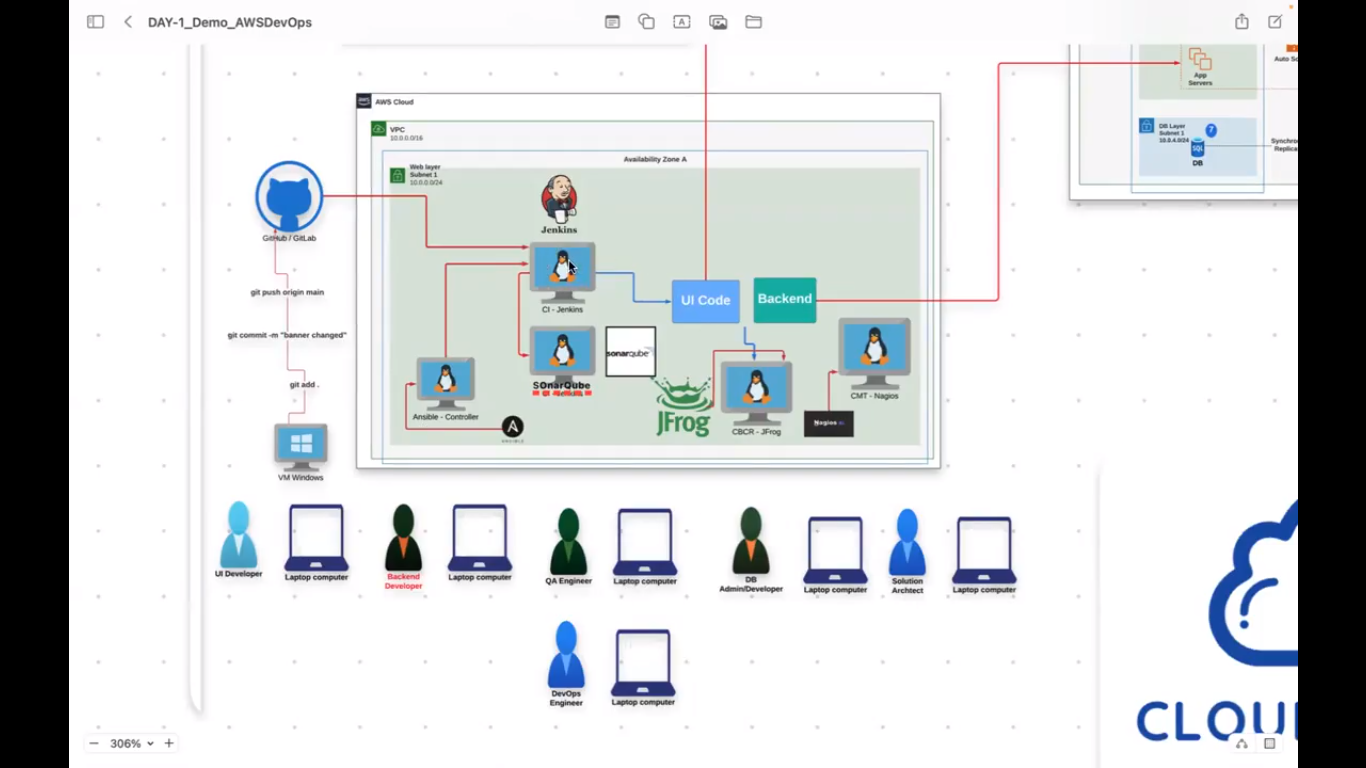 DAY-1_Demo_AWSDevOps
AWS Cloud
VPC
10.0.0.0/16
Availability Zone A
Web layer
Subnet 1
10.0.0.0/24
Jenkins
GitHub / GitLab
git push origin main
git commit -m "banner changed"
git add .
VM Windows
CI - Jenkins
UI Code
Backend
sonarqube
SOnarQube
Ansible - Controller
ANSIBLE
JFrog
CBCR - JFrog
Nagios
CMT - Nagios
App
Servers
Auto Sc
DB Layer
Subnet 1
10.0.4.0/24
7
SQL
DB
Synchro
Replica
UI Developer
Laptop computer
Backend
Developer
Laptop computer
QA Engineer
Laptop computer
DB
Admin/Developer
Laptop computer
Solution
Archtect
Laptop computer
DevOps
Engineer
Laptop computer
CLOU
306%